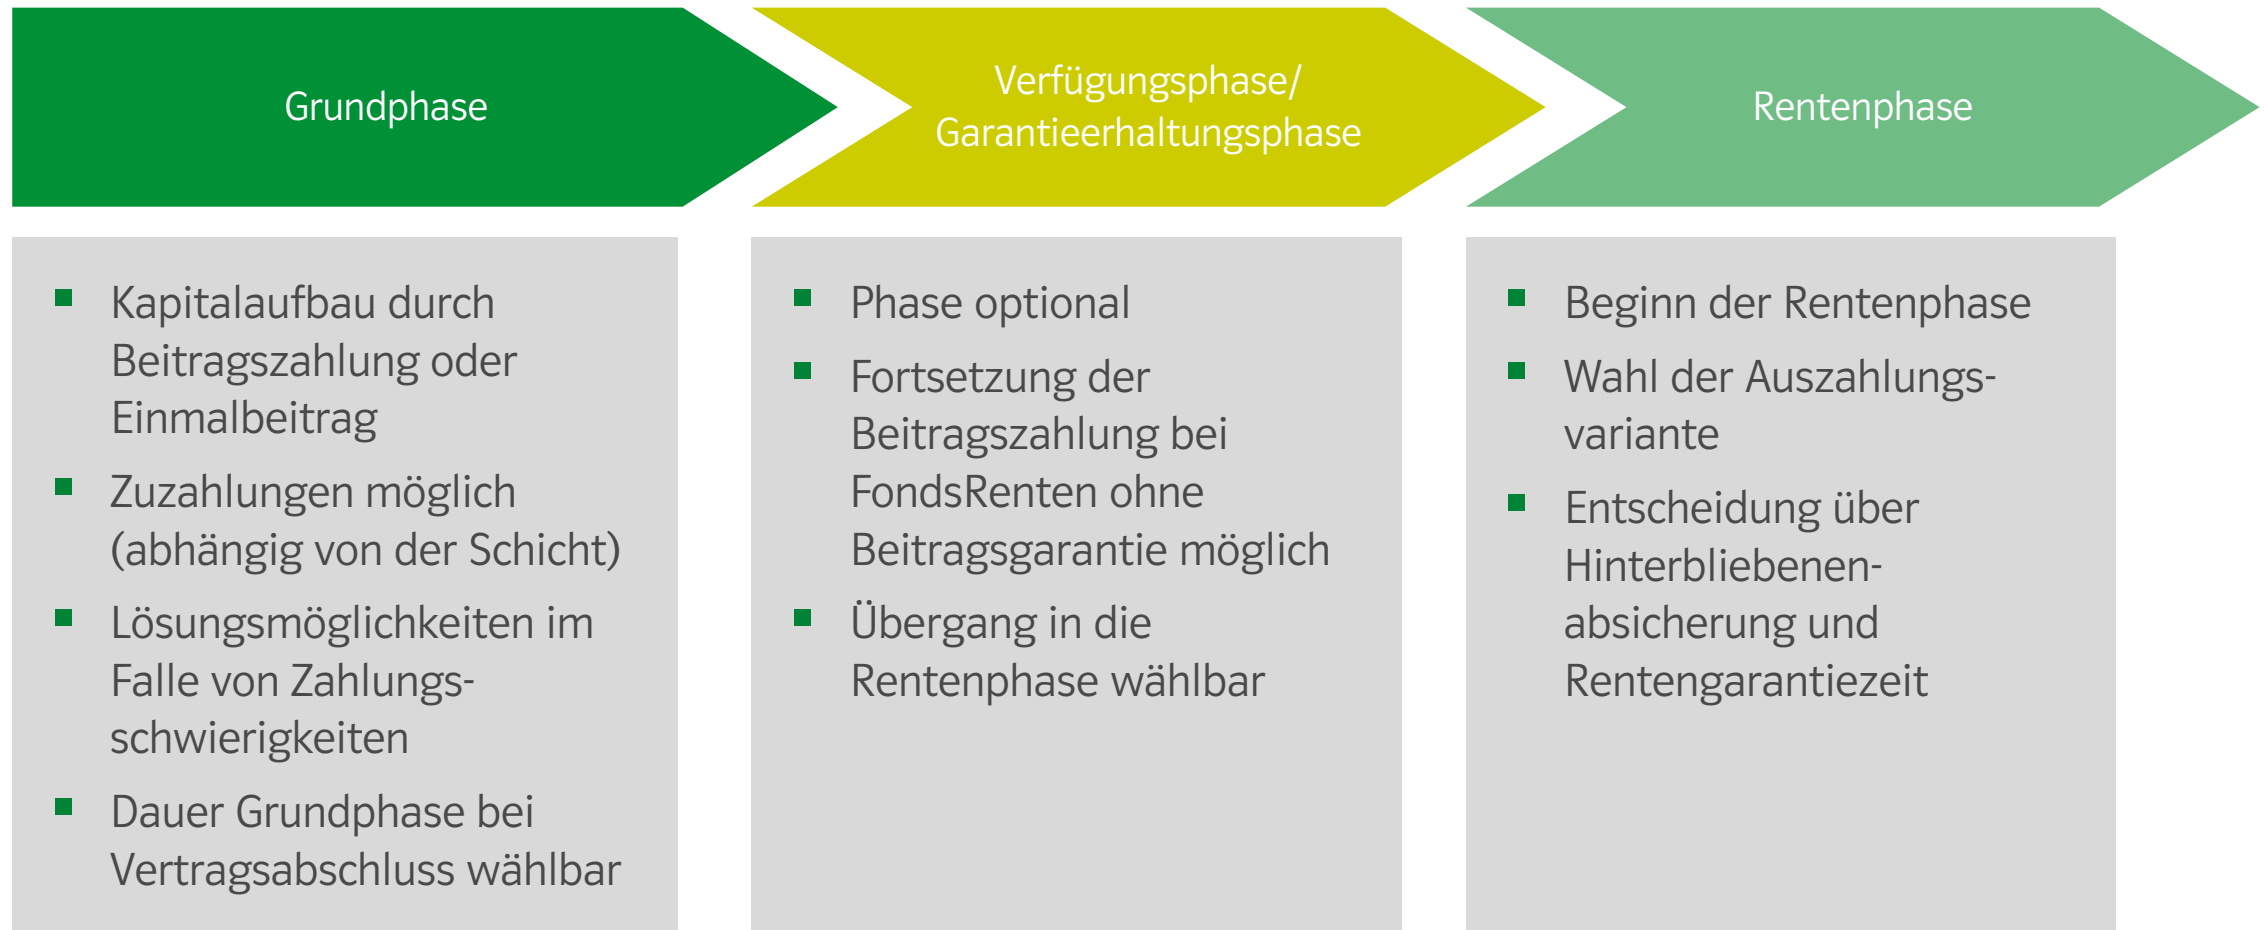 Grundphase
Verfügungsphase/
Garantieerhaltungsphase
Rentenphase
Kapitalaufbau durch
Beitragszahlung oder
Einmalbeitrag
Zuzahlungen möglich
(abhängig von der Schicht)
Lösungsmöglichkeiten im
Falle von Zahlungs-
schwierigkeiten
Dauer Grundphase bei
Vertragsabschluss wählbar
Phase optional
Fortsetzung der
Beitragszahlung bei
FondsRenten ohne
Beitragsgarantie möglich
Übergang in die
Rentenphase wählbar
Beginn der Rentenphase
Wahl der Auszahlungs-
variante
Entscheidung über
Hinterbliebenen-
absicherung und
Rentengarantiezeit